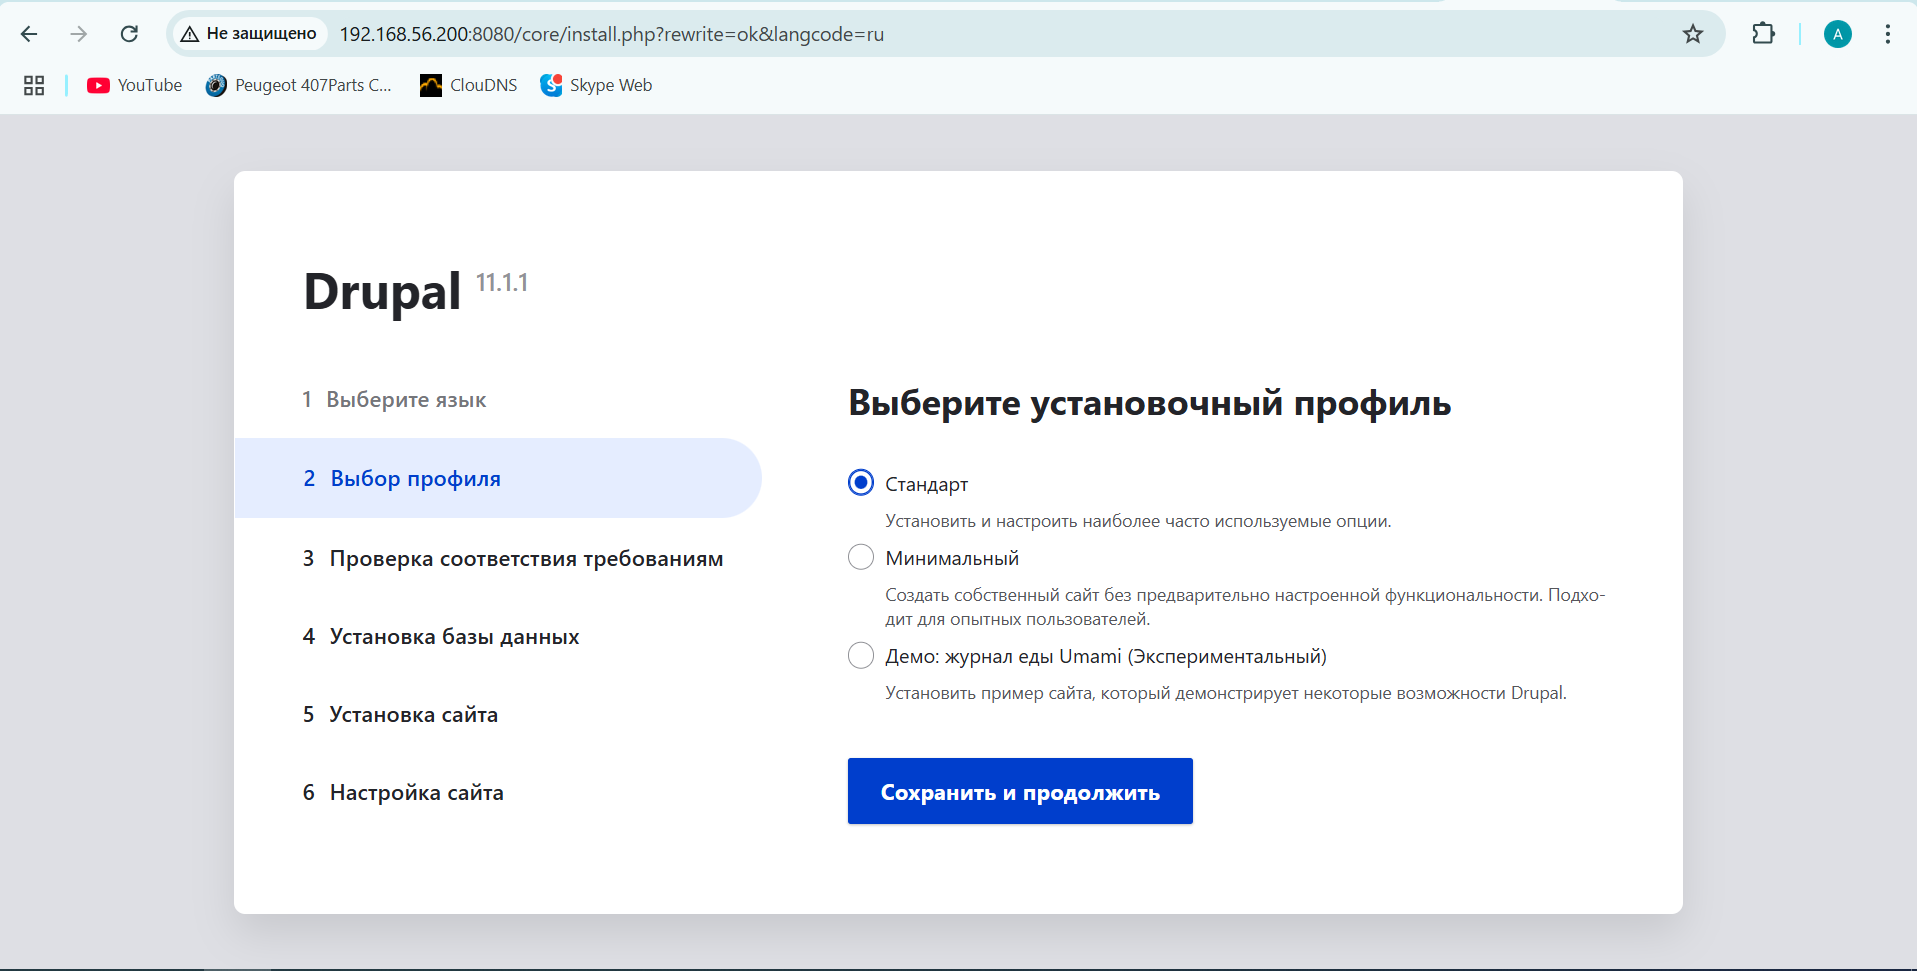 Не защищено
192.168.56.200:8080/core/install.php?rewrite=ok&langcode=ru
A
YouTube
Peugeot 407Parts C...
ClouDNS
Skype Web
Drupal 11.1.1
1 Выберите язык
2 Выбор профиля
3 Проверка соответствия требованиям
4 Установка базы данных
5 Установка сайта
6 Настройка сайта
Выберите установочный профиль
Стандарт
Установить и настроить наиболее часто используемые опции.
Минимальный
Создать собственный сайт без предварительно настроенной функциональности. Подхо-
дит для опытных пользователей.
Демо: журнал еды Umami (Экспериментальный)
Установить пример сайта, который демонстрирует некоторые возможности Drupal.
Сохранить и продолжить